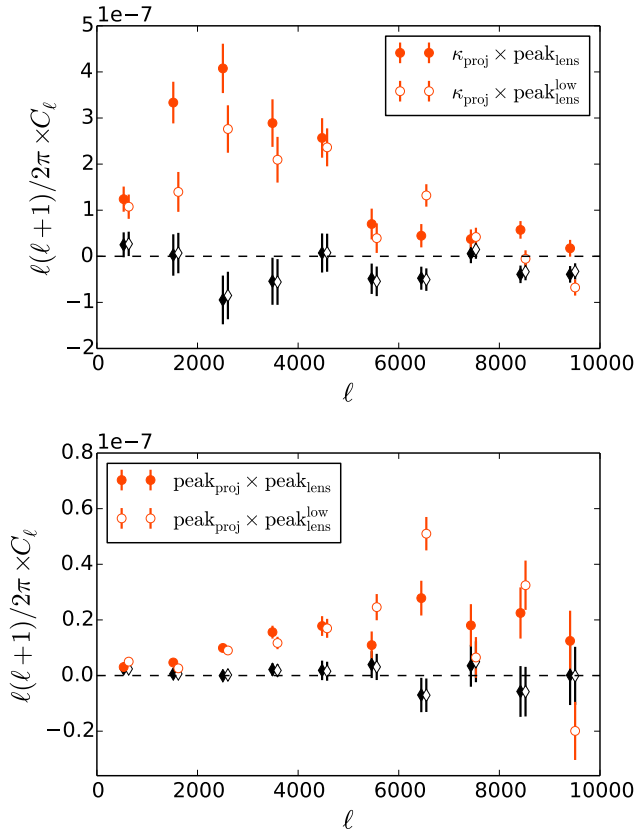 1e−7
5
4
3
2
1
0
−1
−2
ℓ(ℓ+1)/2π ×Cℓ
κproj × peaklens
κproj × peaklowlens
0 2000 4000 6000 8000 10000
ℓ
1e−7
0.8
0.6
0.4
0.2
0.0
−0.2
ℓ(ℓ+1)/2π ×Cℓ
peakproj × peaklens
peakproj × peaklowlens
0 2000 4000 6000 8000 10000
ℓ